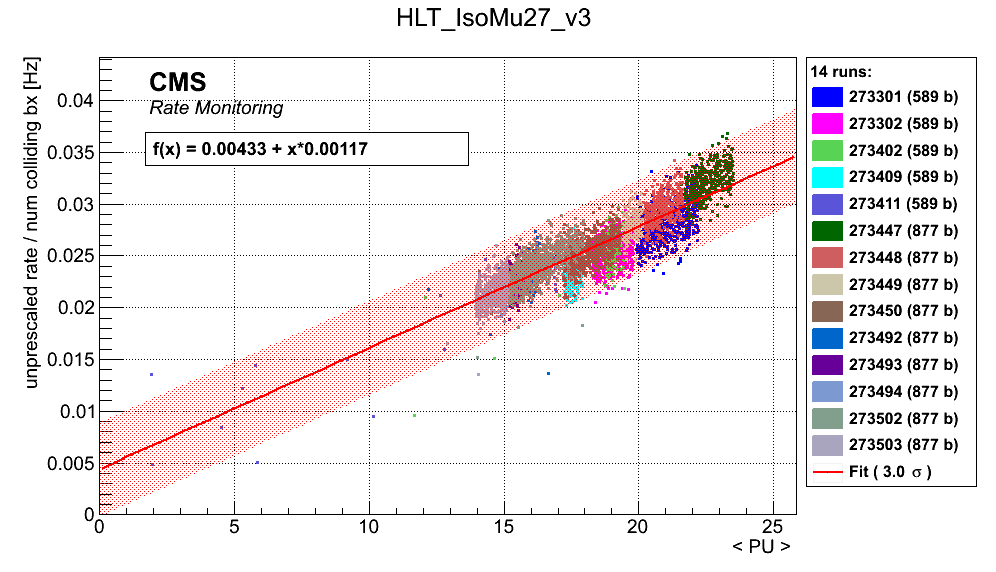 HLT_IsoMu27_v3
unprescaled rate / num colliding bx [Hz]
CMS
Rate Monitoring
f(x) = 0.00433 + x*0.00117
0.04
0.035
0.03
0.025
0.02
0.015
0.01
0.005
0
0 5 10 15 20 25
< PU >
14 runs:
273301 (589 b)
273302 (589 b)
273402 (589 b)
273409 (589 b)
273411 (589 b)
273447 (877 b)
273448 (877 b)
273449 (877 b)
273450 (877 b)
273492 (877 b)
273493 (877 b)
273494 (877 b)
273502 (877 b)
273503 (877 b)
Fit ( 3.0 σ )